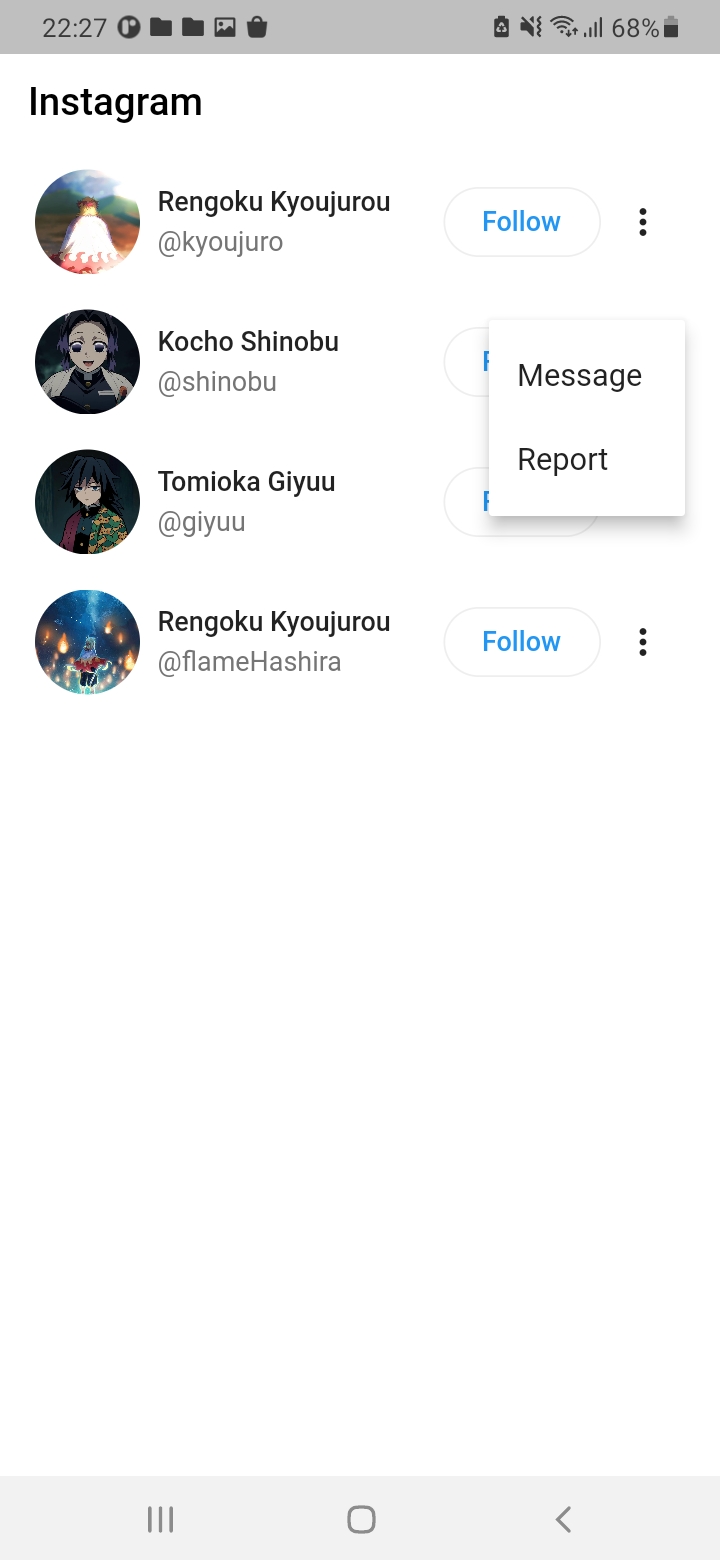 22:27
68%
Instagram
Rengoku Kyoujurou
@kyoujuro
Follow
Kocho Shinobu
@shinobu
F
Message
Report
Tomioka Giyuu
@giyuu
F
Rengoku Kyoujurou
@flameHashira
Follow